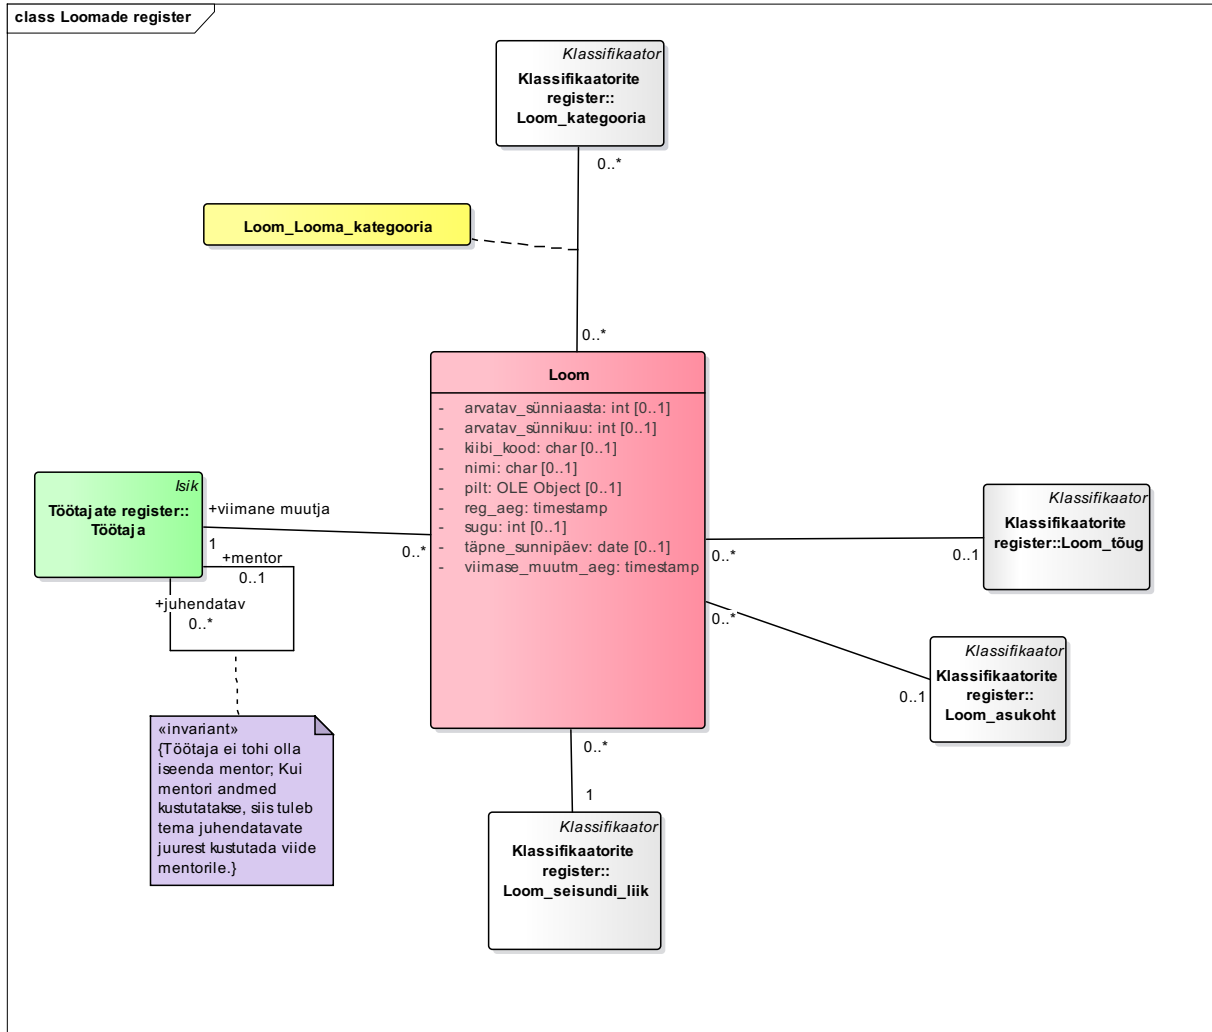 class Loomade register
Klassifikaator
Klassifikaatorite
register::
Loom_kategooria
0..*
Loom_Looma_kategooria
0..*
Loom
- arvatav_sünniaasta: int [0..1]
- arvatav_sünnikuu: int [0..1]
- kiibi_kood: char [0..1]
- nimi: char [0..1]
- pilt: OLE Object [0..1]
- reg_aeg: timestamp
- sugu: int [0..1]
- täpne_sunnipäev: date [0..1]
- viimase_muutm_aeg: timestamp
Isik
Töötajate register::
Töötaja
+viimane muutja
1
0..*
+mentor
0..1
+juhendatav
0..*
«invariant»
{Töötaja ei tohi olla
iseenda mentor; Kui
mentori andmed
kustutatakse, siis tuleb
tema juhendatavate
juurest kustutada viide
mentorile.}
Klassifikaator
Klassifikaatorite
register::Loom_tõug
0..*
0..1
0..*
0..1
Klassifikaator
Klassifikaatorite
register::
Loom_asukoht
0..*
1
Klassifikaator
Klassifikaatorite
register::
Loom_seisundi_liik